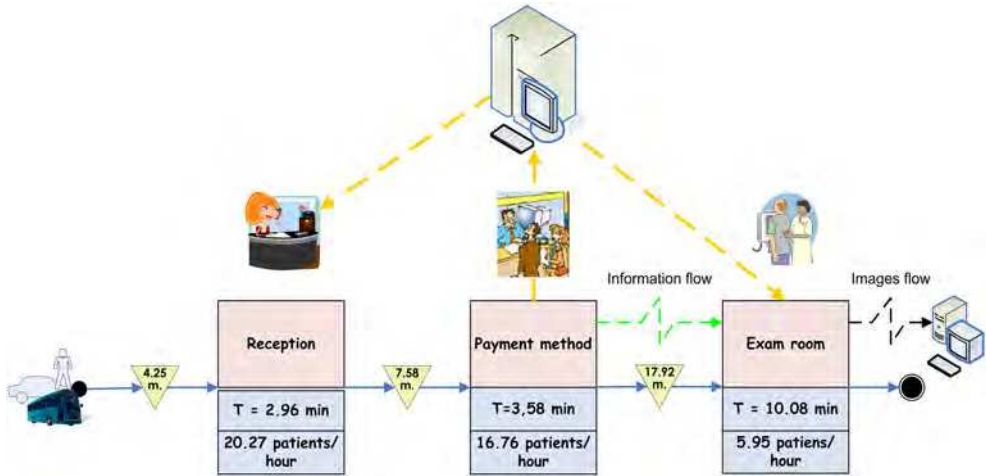 Information flow
Images flow
Reception
Payment method
Exam room
4.25
m.
7.58
m.
17.92
m.
T = 2.96 min
T=3,58 min
T = 10.08 min
20.27 patients/
hour
16.76 patients/
hour
5.95 patiens/
hour